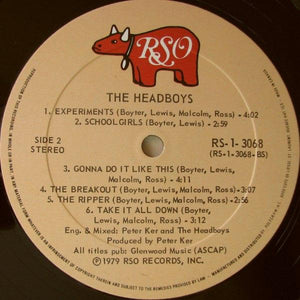 RSO
THE HEADBOYS
1. EXPERIMENTS (Boyter, Lewis, Malcolm, Ross) - 4:02
2. SCHOOLGIRLS (Boyter, Lewis) - 2:59
SIDE 2
STEREO
RS-1-3068
(RS-1-3068-BS)
3. GONNA DO IT LIKE THIS (Boyter, Lewis,
Malcolm, Ross)
- 4:11
4. THE BREAKOUT (Boyter, Lewis, Malcolm, Ross) - 3:07
5. THE RIPPER (Boyter, Lewis, Malcolm, Ross) - 2:56
6. TAKE IT ALL DOWN (Boyter, Lewis,
Malcolm, Ross) - 3:12
Eng. & Mixed: Peter Ker and The Headboys
Produced by Peter Ker
All titles pub: Glenwood Music (ASCAP)
℗1979 RSO RECORDS, INC.